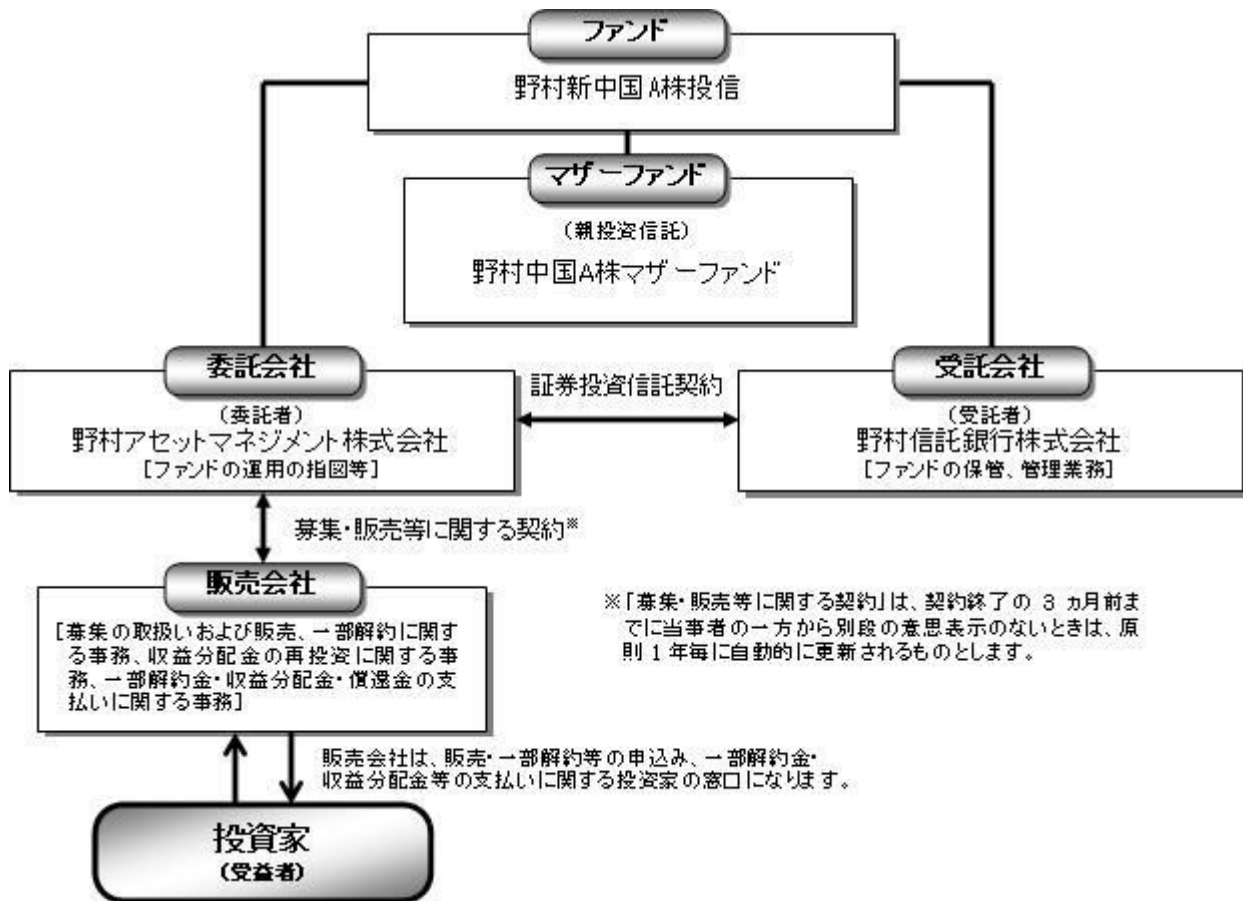 ファンド
野村新中国A株投信
マザーファンド
(親投資信託)
野村中国A株マザーファンド
委託会社
(委託者)
野村アセットマネジメント株式会社
[ファンドの運用の指図等]
証券投資信託契約
受託会社
(受託者)
野村信託銀行株式会社
[ファンドの保管、管理業務]
募集・販売等に関する契約※
販売会社
[募集の取扱いおよび販売、一部解約に関す
る事務、収益分配金の再投資に関する事
務、一部解約金・収益分配金・償還金の支
払いに関する事務]
※「募集・販売等に関する契約」は、契約終了の 3 ヵ月前ま
でに当事者の一方から別段の意思表示のないときは、原
則 1 年毎に自動的に更新されるものとします。
販売会社は、販売・一部解約等の申込み、一部解約金・
収益分配金等の支払いに関する投資家の窓口になります。
投資家
(受益者)